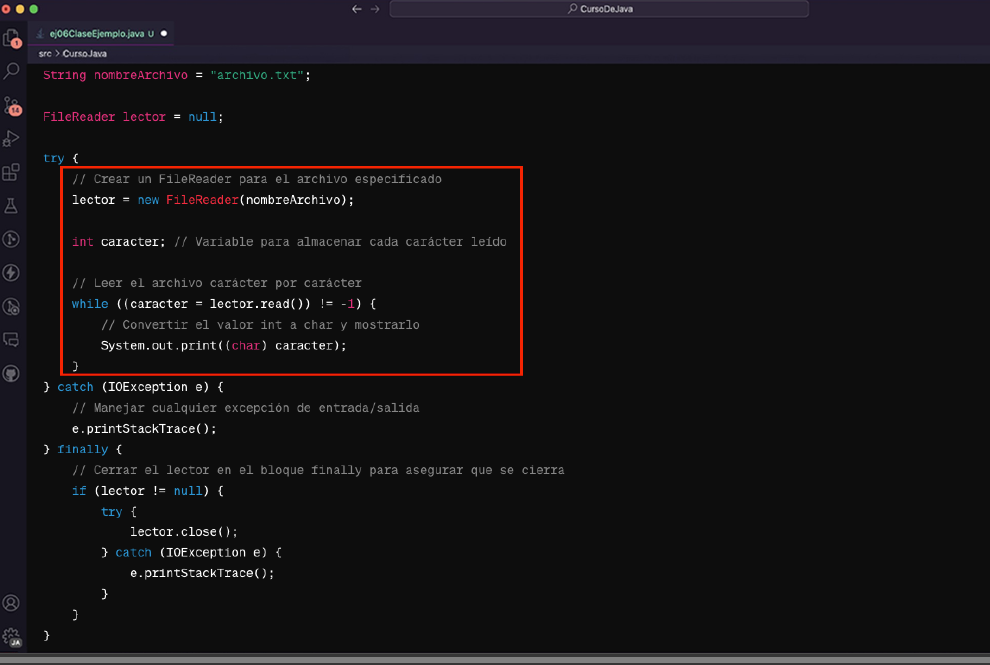 CursoDeJava
1
ej06ClaseEjemplo.java U
src > CursoJava
String nombreArchivo = "archivo.txt";
14
FileReader lector = null;
try {
// Crear un FileReader para el archivo especificado
lector = new FileReader(nombreArchivo);
int caracter; // Variable para almacenar cada carácter leído
// Leer el archivo carácter por carácter
while ((caracter = lector.read()) != -1) {
// Convertir el valor int a char y mostrarlo
System.out.print((char) caracter);
}
} catch (IOException e) {
// Manejar cualquier excepción de entrada/salida
e.printStackTrace();
} finally {
// Cerrar el lector en el bloque finally para asegurar que se cierra
if (lector != null) {
try {
lector.close();
} catch (IOException e) {
e.printStackTrace();
}
}
}
JA